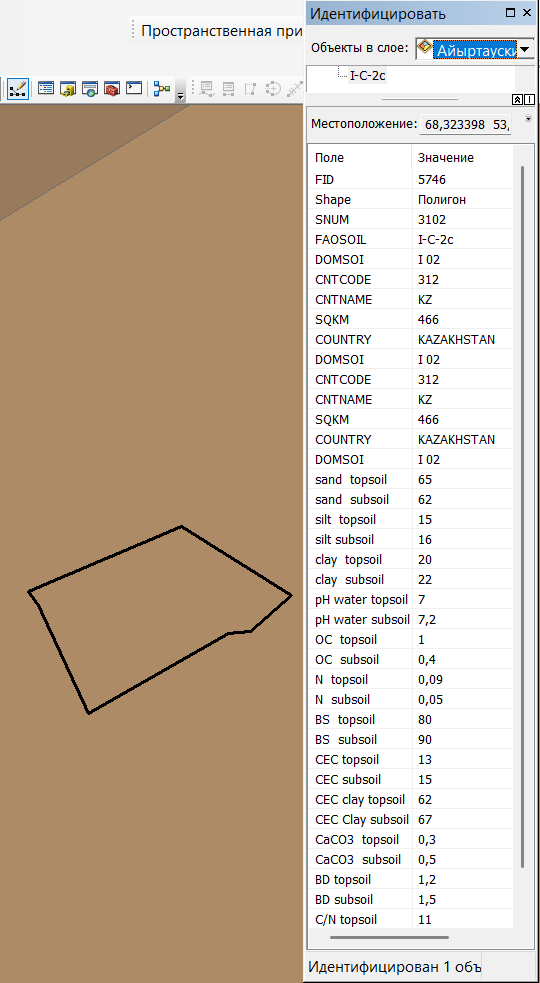 Пространственная при
Идентифицировать
Объекты в слое: Айыртауски
I-C-2c
Местоположение: 68,323398 53,
Поле Значение
FID 5746
Shape Полигон
SNUM 3102
FAOSOIL I-C-2c
DOMSOI I 02
CNTCODE 312
CNTNAME KZ
SQKM 466
COUNTRY KAZAKHSTAN
DOMSOI I 02
CNTCODE 312
CNTNAME KZ
SQKM 466
COUNTRY KAZAKHSTAN
DOMSOI I 02
sand topsoil 65
sand subsoil 62
silt topsoil 15
silt subsoil 16
clay topsoil 20
clay subsoil 22
pH water topsoil 7
pH water subsoil 7,2
OC topsoil 1
OC subsoil 0,4
N topsoil 0,09
N subsoil 0,05
BS topsoil 80
BS subsoil 90
CEC topsoil 13
CEC subsoil 15
CEC clay topsoil 62
CEC Clay subsoil 67
CaCO3 topsoil 0,3
CaCO3 subsoil 0,5
BD topsoil 1,2
BD subsoil 1,5
C/N topsoil 11
Идентифицирован 1 объ